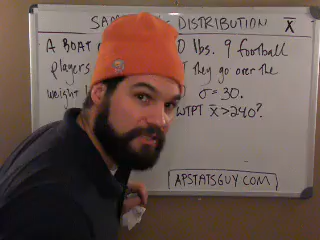 SAM DISTRIBUTION X̄
A BOAT 0 lbs. 9 football
players THEY go over the
weight σ = 30.
WTPT x̄ > 240?
APSTATSGUY.COM